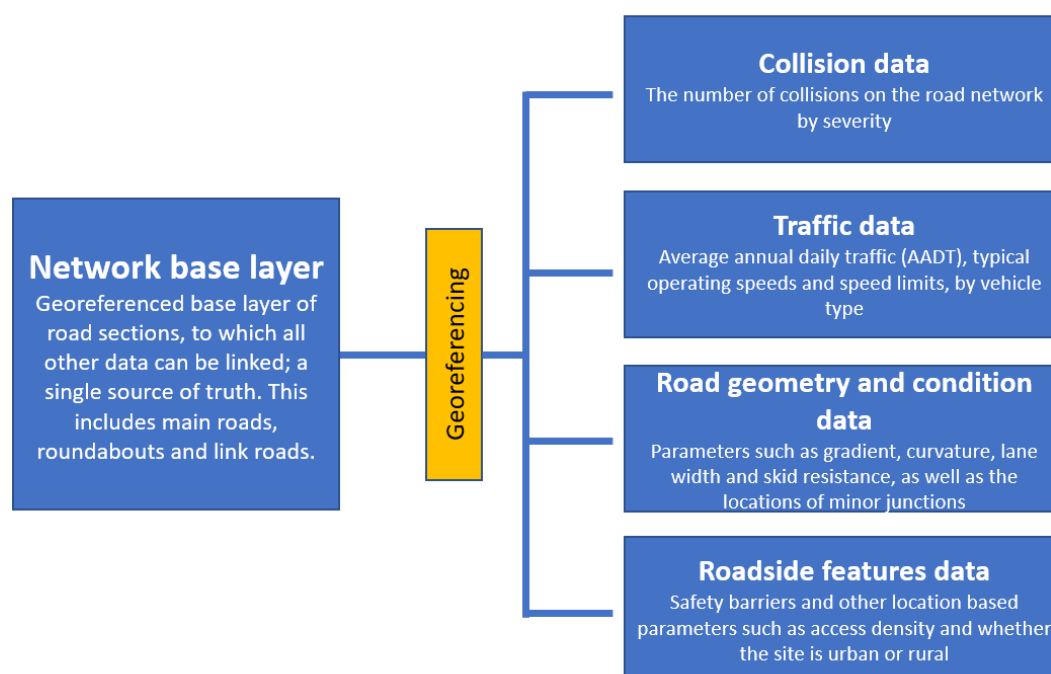 Network base layer
Georeferenced base layer of
road sections, to which all
other data can be linked; a
single source of truth. This
includes main roads,
roundabouts and link roads.
Georeferencing
Collision data
The number of collisions on the road network
by severity
Traffic data
Average annual daily traffic (AADT), typical
operating speeds and speed limits, by vehicle
type
Road geometry and condition
data
Parameters such as gradient, curvature, lane
width and skid resistance, as well as the
locations of minor junctions
Roadside features data
Safety barriers and other location based
parameters such as access density and whether
the site is urban or rural